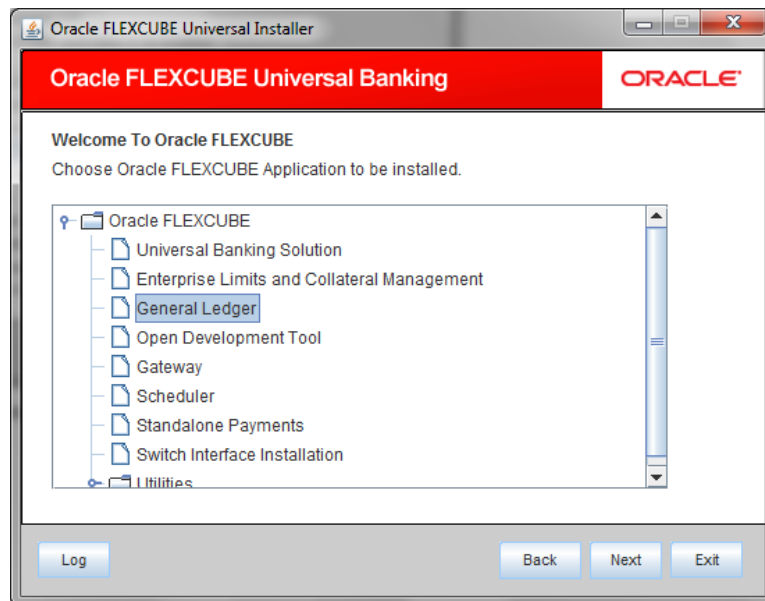 Oracle FLEXCUBE Universal Installer
Oracle FLEXCUBE Universal Banking
ORACLE
Welcome To Oracle FLEXCUBE
Choose Oracle FLEXCUBE Application to be installed.
Oracle FLEXCUBE
Universal Banking Solution
Enterprise Limits and Collateral Management
General Ledger
Open Development Tool
Gateway
Scheduler
Standalone Payments
Switch Interface Installation
Utilities
Log
Back
Next
Exit